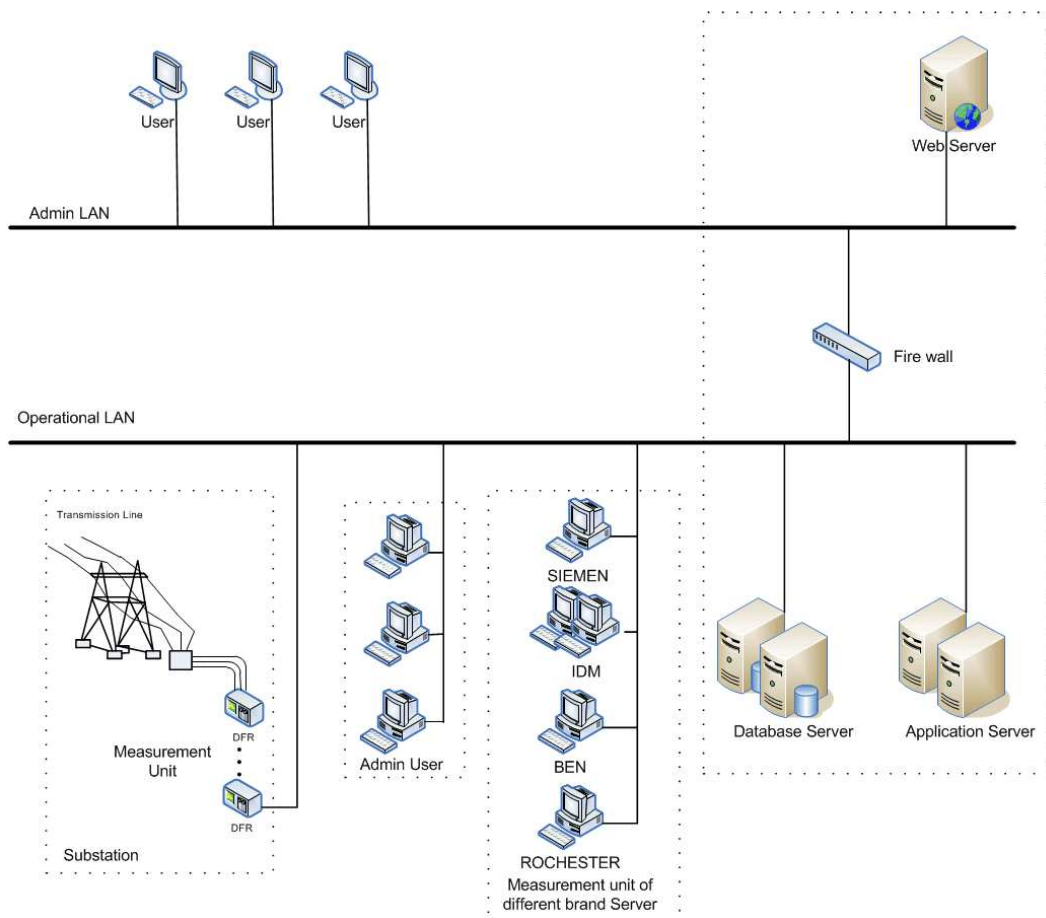 User
User
User
Web Server
Admin LAN
Fire wall
Operational LAN
Transmission Line
DFR
Measurement
Unit
DFR
Substation
Admin User
SIEMEN
IDM
BEN
ROCHESTER
Measurement unit of
different brand Server
Database Server
Application Server